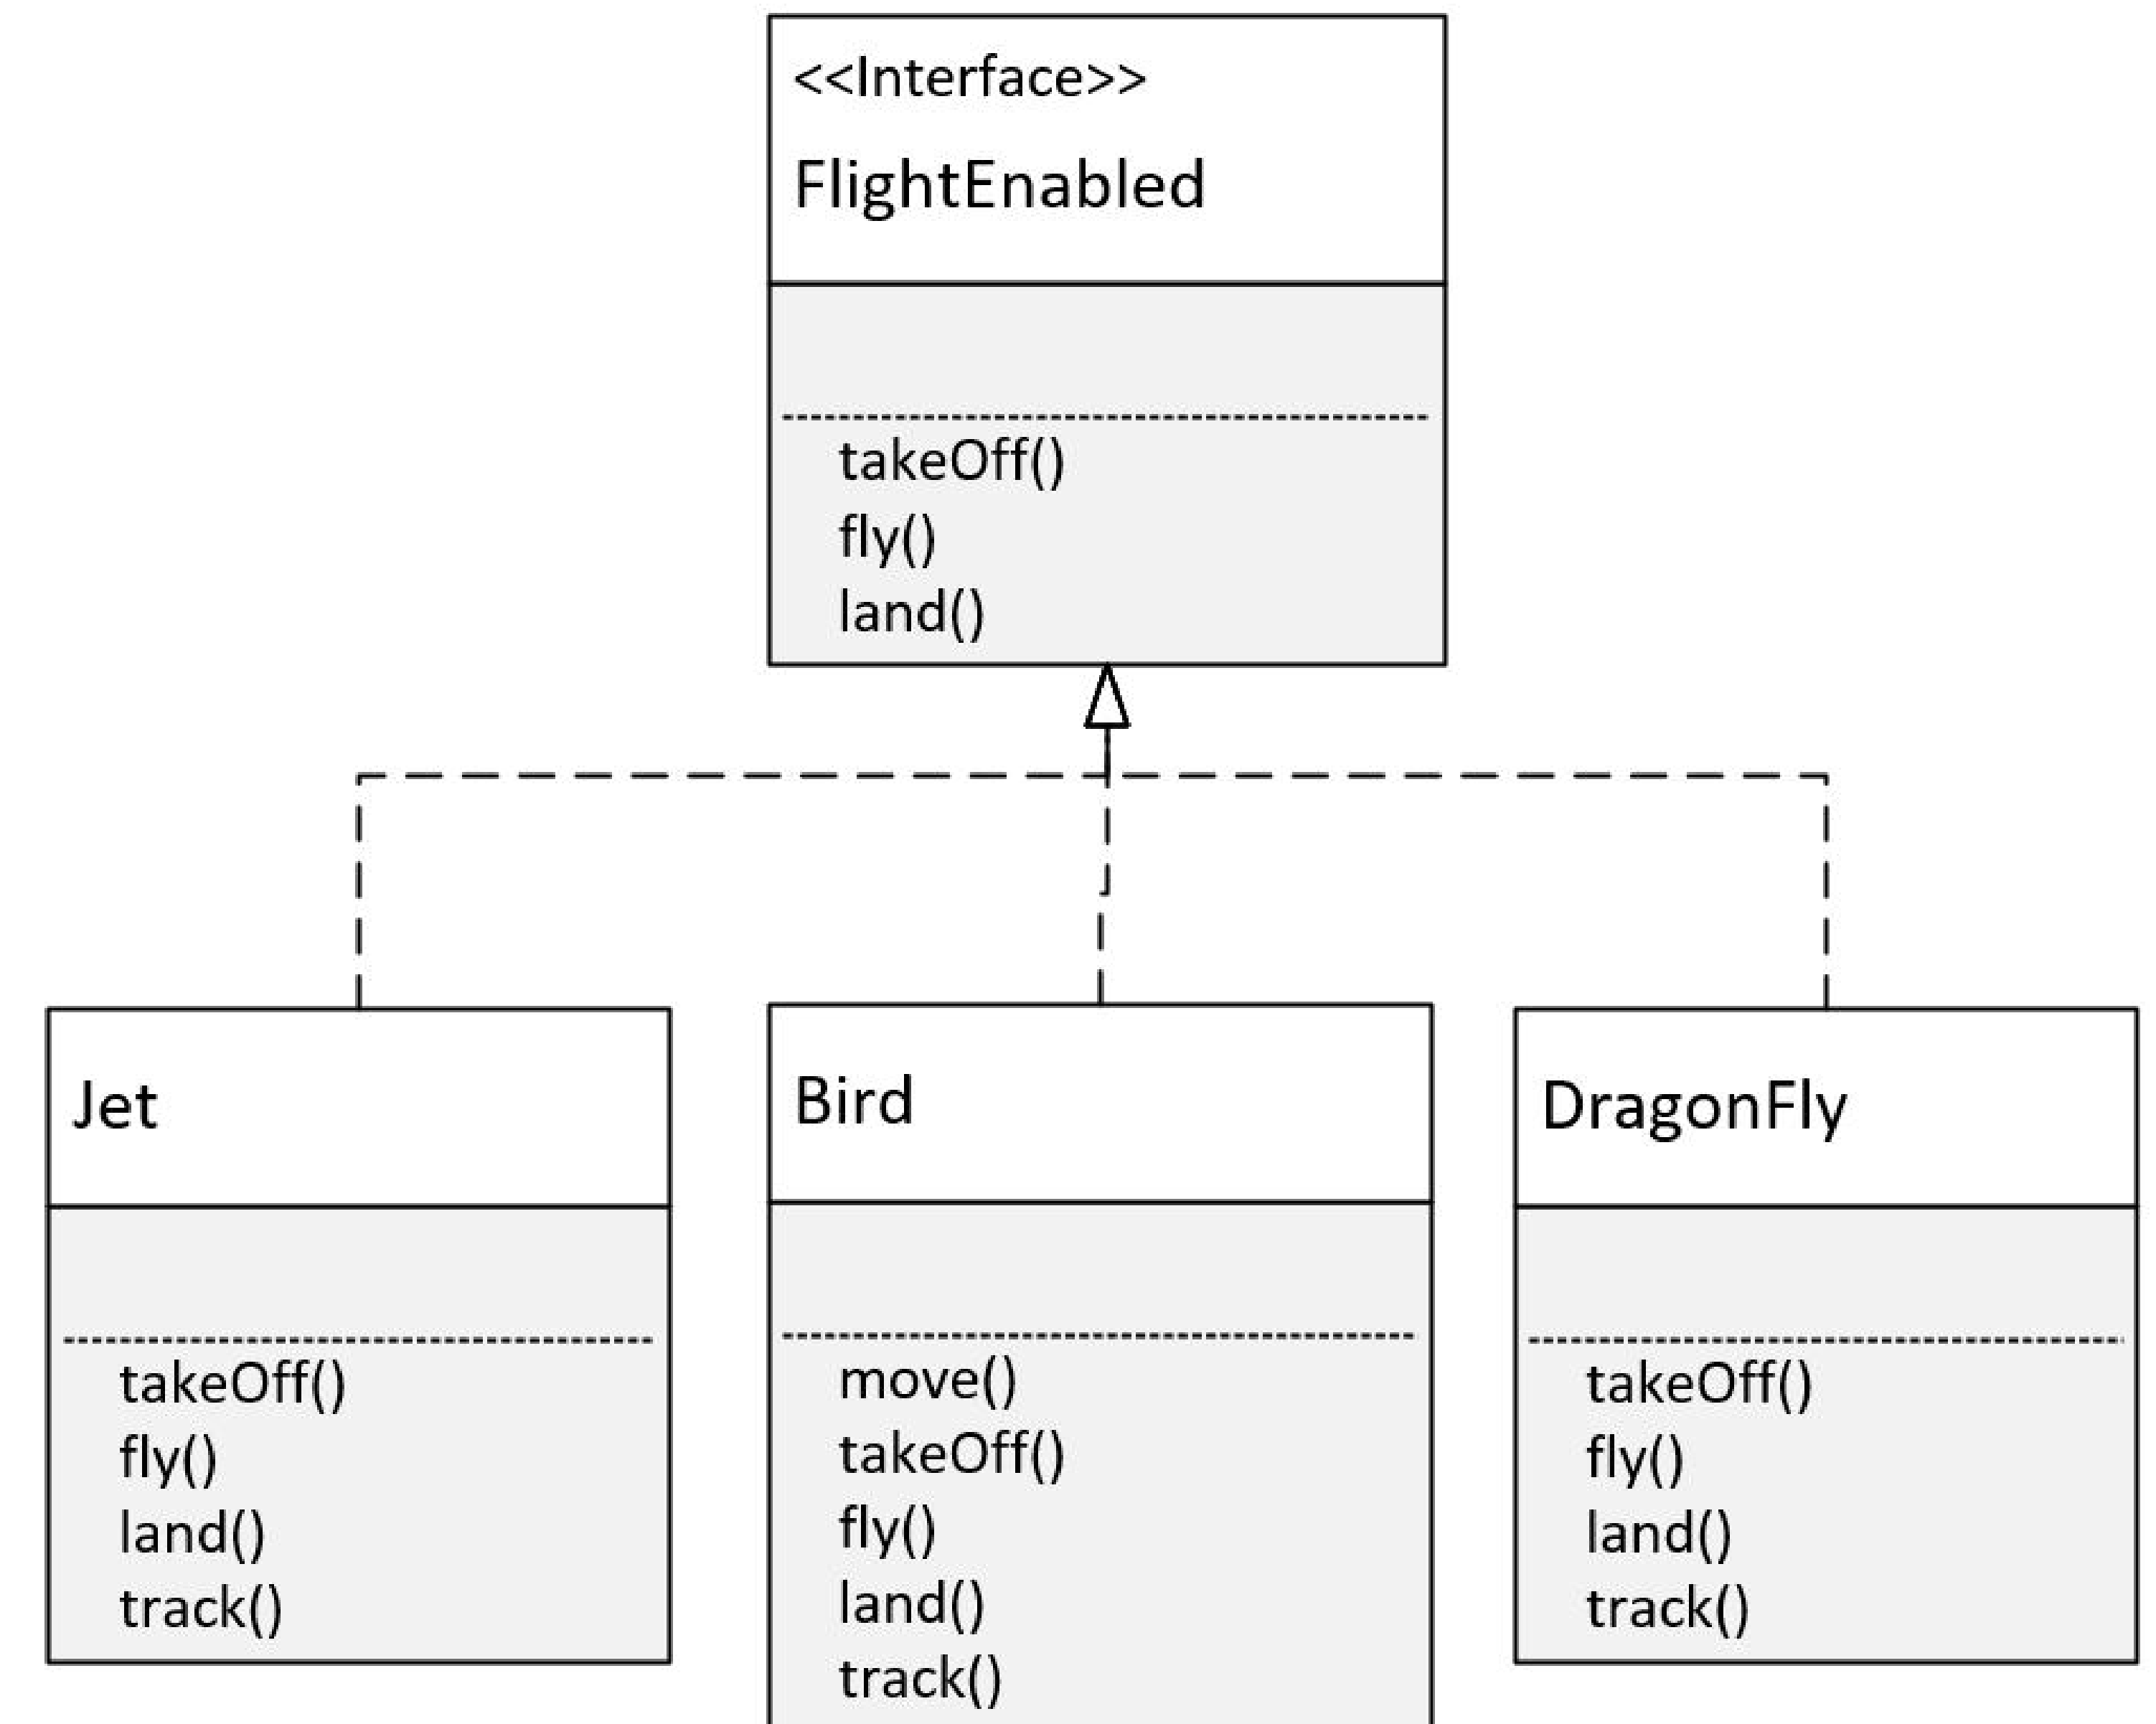 <<Interface>>
FlightEnabled
takeOff()
fly()
land()
Jet
takeOff()
fly()
land()
track()
Bird
move()
takeOff()
fly()
land()
track()
DragonFly
takeOff()
fly()
land()
track()